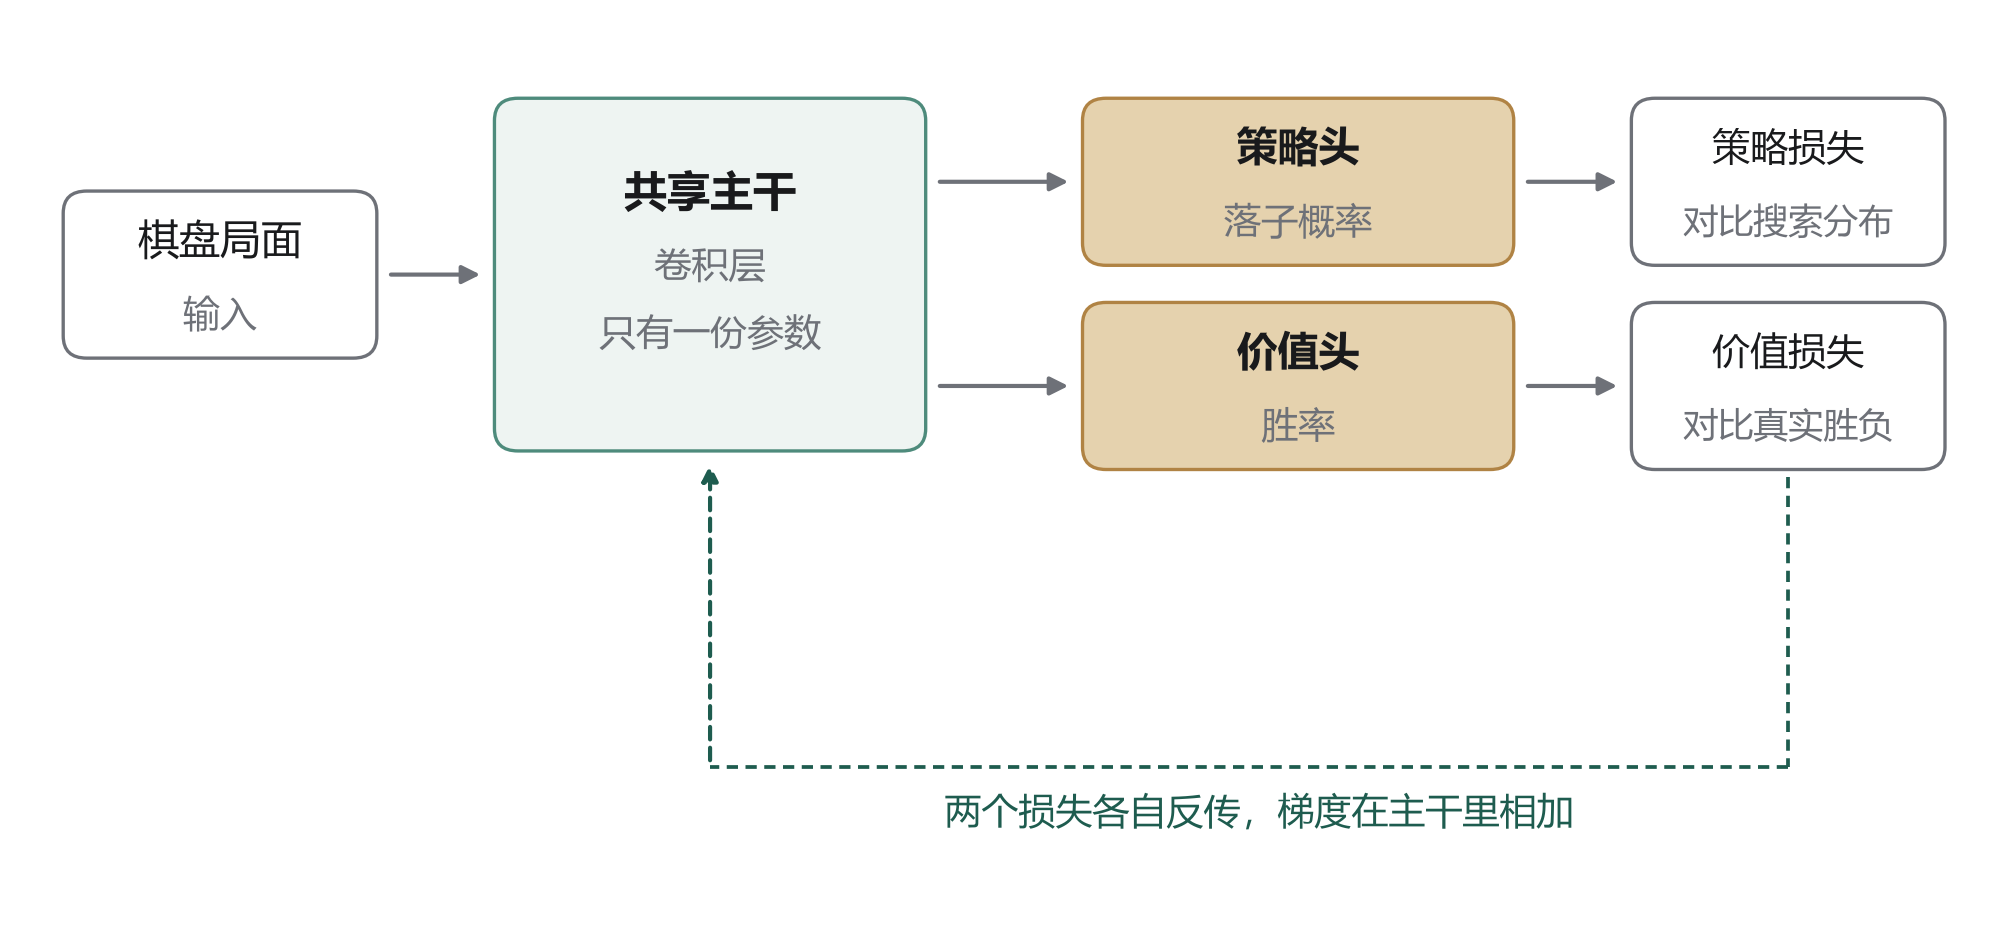 棋盘局面
输入
共享主干
卷积层
只有一份参数
策略头
落子概率
价值头
胜率
策略损失
对比搜索分布
价值损失
对比真实胜负
两个损失各自反传，梯度在主干里相加